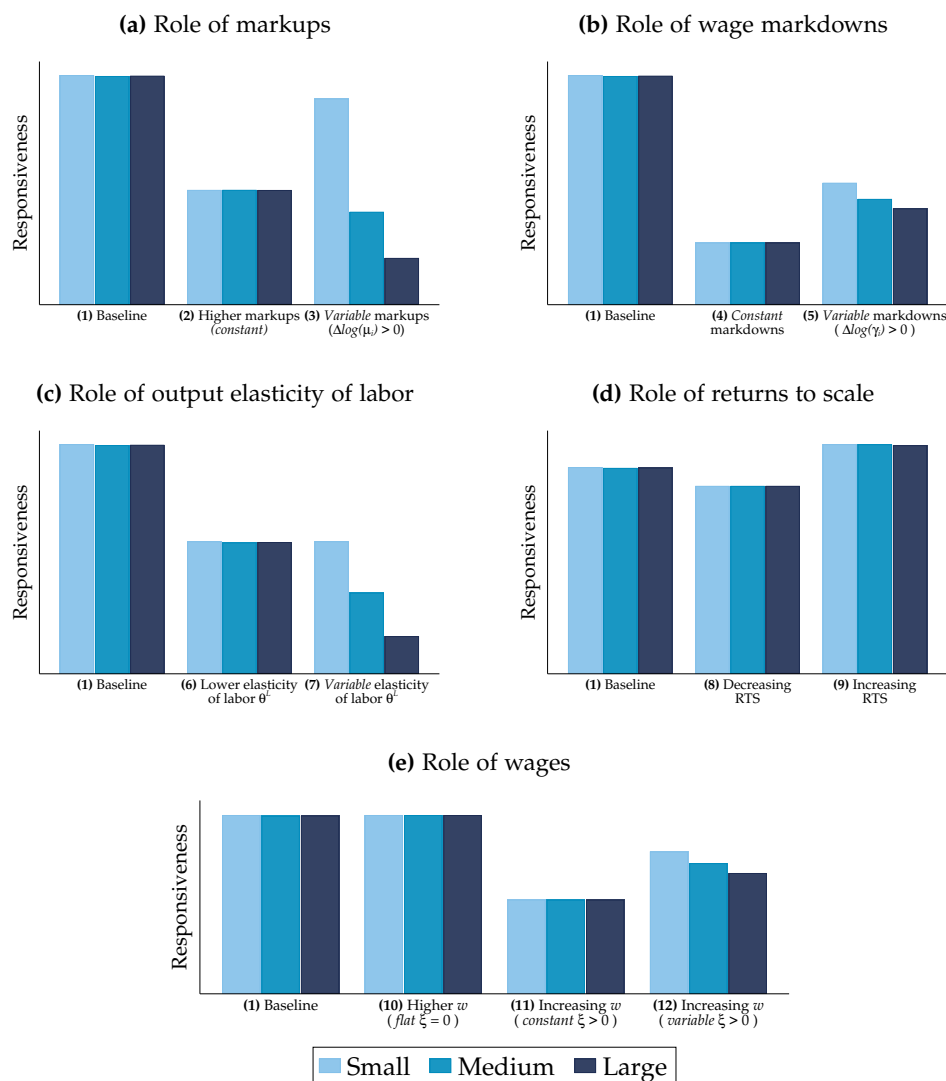 (a) Role of markups
Responsiveness
(1) Baseline
(2) Higher markups
(constant)
(3) Variable markups
(Δlog(μᵢ) > 0)
(b) Role of wage markdowns
Responsiveness
(1) Baseline
(4) Constant
markdowns
(5) Variable markdowns
( Δlog(γᵢ) > 0 )
(c) Role of output elasticity of labor
Responsiveness
(1) Baseline
(6) Lower elasticity
of labor θᴸ
(7) Variable elasticity
of labor θᴸ
(d) Role of returns to scale
Responsiveness
(1) Baseline
(8) Decreasing
RTS
(9) Increasing
RTS
(e) Role of wages
Responsiveness
(1) Baseline
(10) Higher w
( flat ξ = 0 )
(11) Increasing w
( constant ξ > 0 )
(12) Increasing w
( variable ξ > 0 )
Small Medium Large